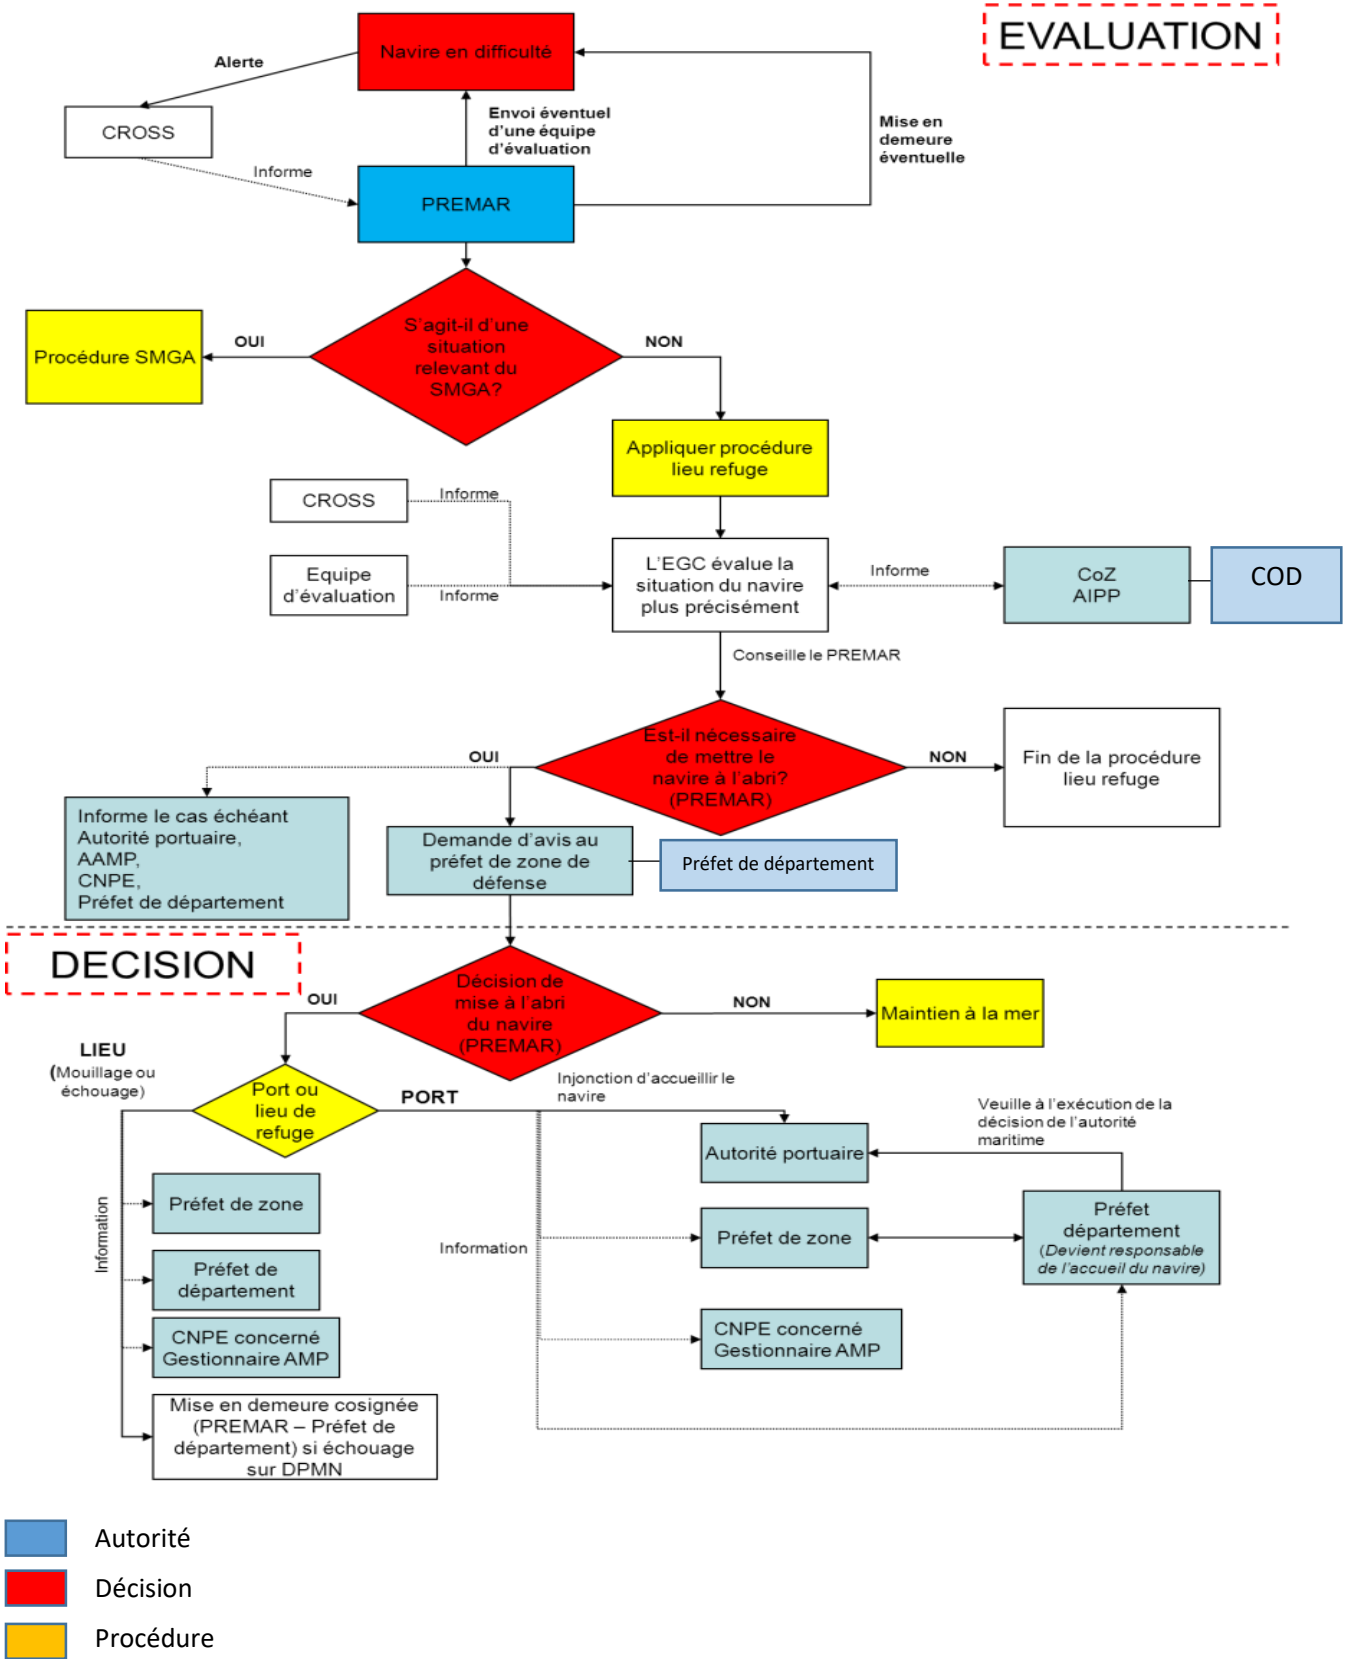 EVALUATION
Navire en difficulté
Alerte
CROSS
Envoi éventuel
d'une équipe
d'évaluation
Mise en
demeure
éventuelle
Informe
PREMAR
S'agit-il d'une
situation
relevant du
SMGA?
OUI
NON
Procédure SMGA
Appliquer procédure
lieu refuge
CROSS
Informe
Equipe
d'évaluation
Informe
L'EGC évalue la
situation du navire
plus précisément
Informe
CoZ
AIPP
COD
Conseille le PREMAR
Est-il nécessaire
de mettre le
navire à l'abri?
(PREMAR)
OUI
NON
Fin de la procédure
lieu refuge
Informe le cas échéant
Autorité portuaire,
AAMP,
CNPE,
Préfet de département
Demande d'avis au
préfet de zone de
défense
Préfet de département
DECISION
Décision de
mise à l'abri
du navire
(PREMAR)
OUI
NON
Maintien à la mer
LIEU
(Mouillage ou
échouage)
Port ou
lieu de
refuge
PORT
Injonction d'accueillir le
navire
Veuille à l'exécution de la
décision de l'autorité
maritime
Autorité portuaire
Information
Préfet de zone
Préfet de
département
CNPE concerné
Gestionnaire AMP
Mise en demeure cosignée
(PREMAR – Préfet de
département) si échouage
sur DPMN
Information
Préfet de zone
Préfet
département
(Devient responsable
de l'accueil du navire)
CNPE concerné
Gestionnaire AMP
Autorité
Décision
Procédure